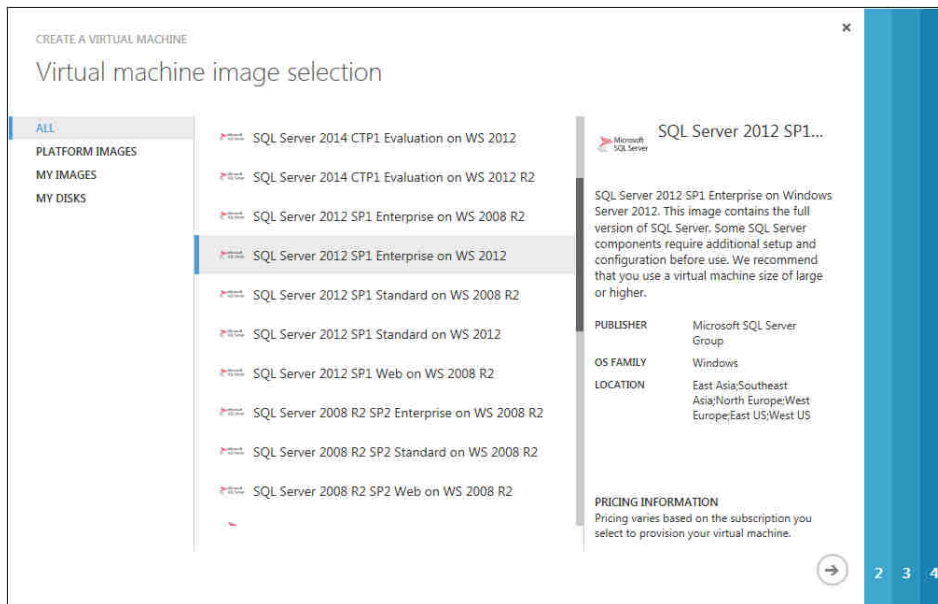 CREATE A VIRTUAL MACHINE
Virtual machine image selection
ALL
PLATFORM IMAGES
MY IMAGES
MY DISKS
SQL Server 2014 CTP1 Evaluation on WS 2012
SQL Server 2014 CTP1 Evaluation on WS 2012 R2
SQL Server 2012 SP1 Enterprise on WS 2008 R2
SQL Server 2012 SP1 Enterprise on WS 2012
SQL Server 2012 SP1 Standard on WS 2008 R2
SQL Server 2012 SP1 Standard on WS 2012
SQL Server 2012 SP1 Web on WS 2008 R2
SQL Server 2008 R2 SP2 Enterprise on WS 2008 R2
SQL Server 2008 R2 SP2 Standard on WS 2008 R2
SQL Server 2008 R2 SP2 Web on WS 2008 R2
Microsoft
SQL Server
SQL Server 2012 SP1...
SQL Server 2012 SP1 Enterprise on Windows
Server 2012. This image contains the full
version of SQL Server. Some SQL Server
components require additional setup and
configuration before use. We recommend
that you use a virtual machine size of large
or higher.
PUBLISHER Microsoft SQL Server
Group
OS FAMILY Windows
LOCATION East Asia;Southeast
Asia;North Europe;West
Europe;East US;West US
PRICING INFORMATION
Pricing varies based on the subscription you
select to provision your virtual machine.
2 3 4